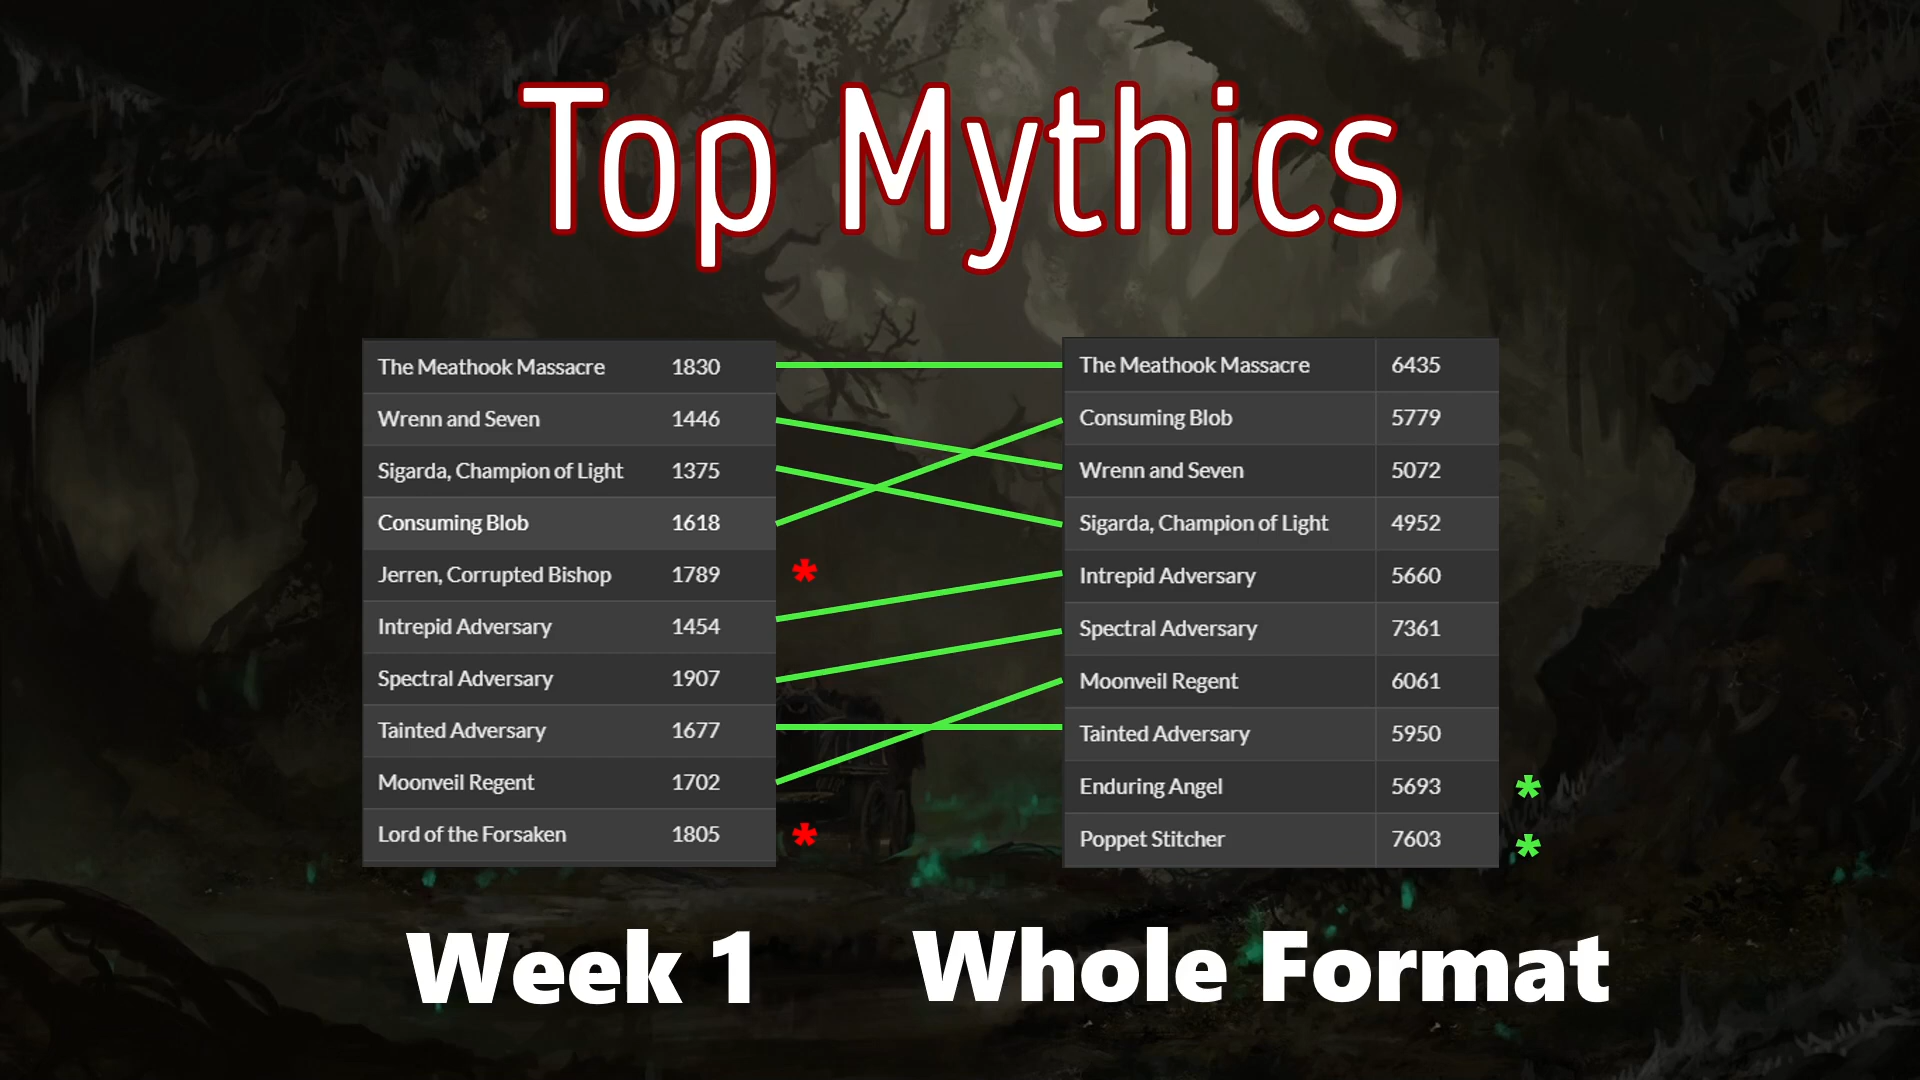 Top Mythics
The Meathook Massacre 1830
Wrenn and Seven 1446
Sigarda, Champion of Light 1375
Consuming Blob 1618
Jerren, Corrupted Bishop 1789 *
Intrepid Adversary 1454
Spectral Adversary 1907
Tainted Adversary 1677
Moonveil Regent 1702
Lord of the Forsaken 1805 *
Week 1
The Meathook Massacre 6435
Consuming Blob 5779
Wrenn and Seven 5072
Sigarda, Champion of Light 4952
Intrepid Adversary 5660
Spectral Adversary 7361
Moonveil Regent 6061
Tainted Adversary 5950
Enduring Angel 5693 *
Poppet Stitcher 7603 *
Whole Format